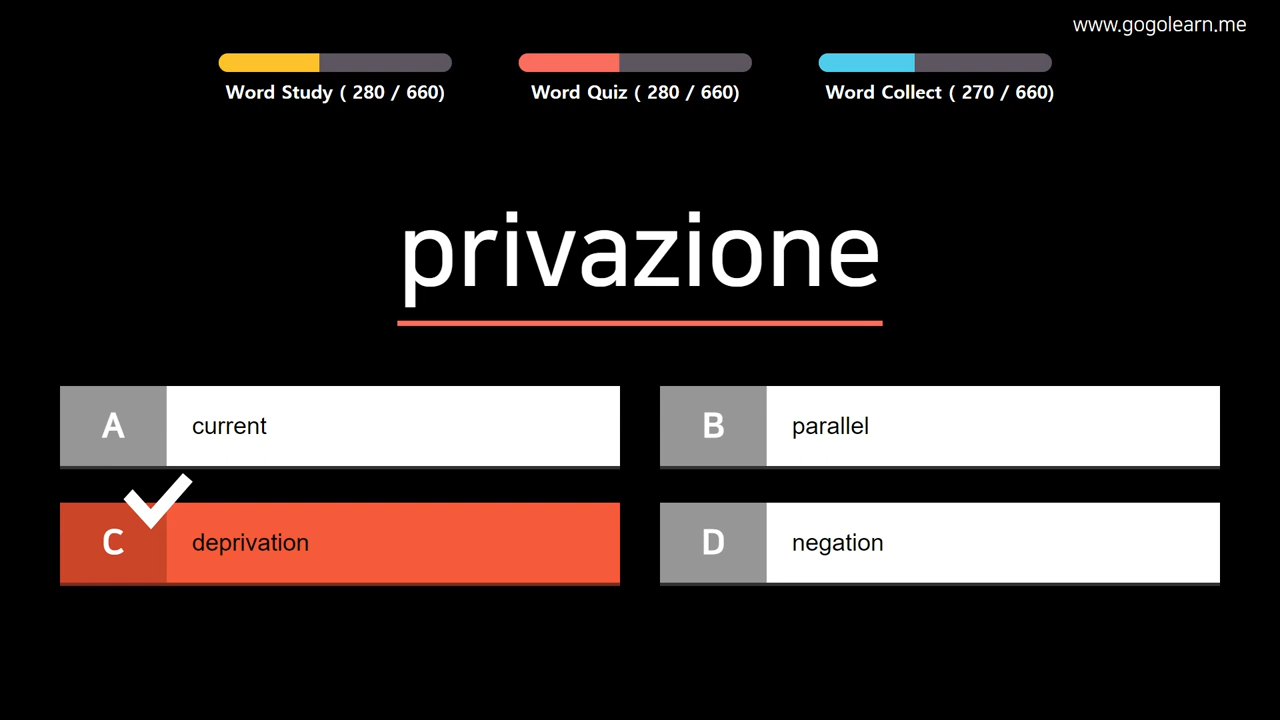 www.gogolearn.me
Word Study ( 280 / 660)
Word Quiz ( 280 / 660)
Word Collect ( 270 / 660)
privazione
A current
B parallel
C deprivation
D negation